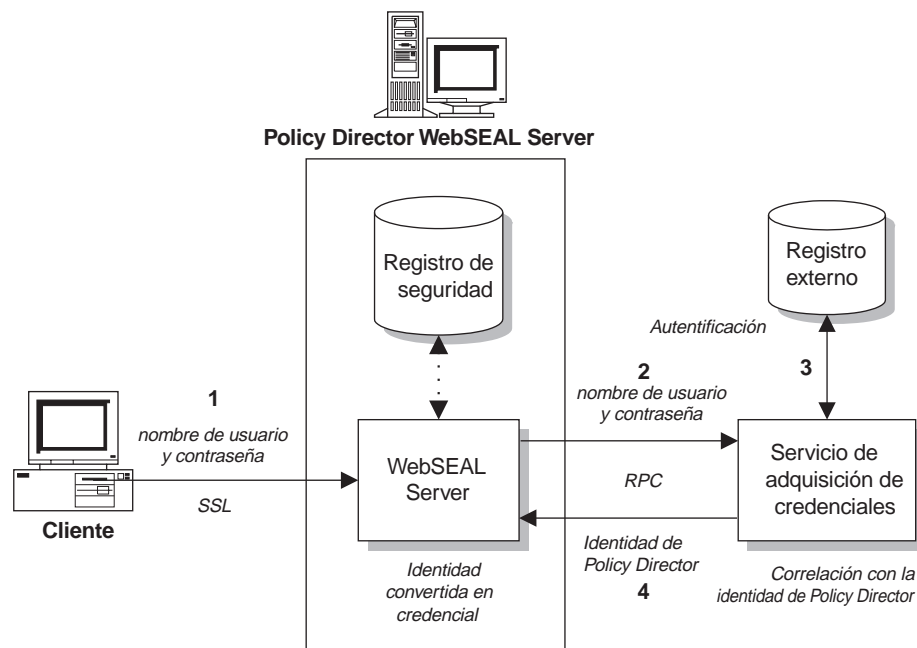 Policy Director WebSEAL Server
Registro de
seguridad
Registro
externo
Autentificación
1
nombre de usuario
y contraseña
SSL
Cliente
WebSEAL
Server
2
nombre de usuario
y contraseña
RPC
3
Servicio de
adquisición de
credenciales
Identidad de
Policy Director
4
Identidad
convertida en
credencial
Correlación con la
identidad de Policy Director